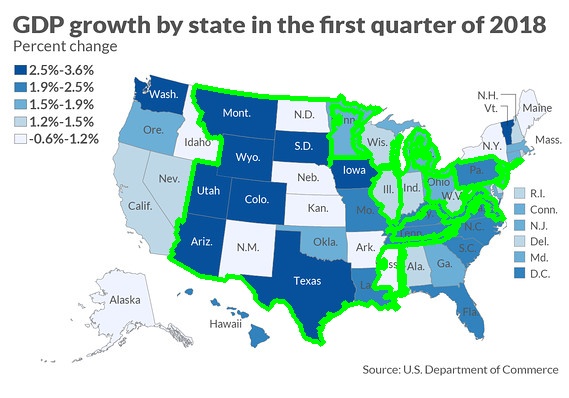 GDP growth by state in the first quarter of 2018
Percent change
2.5%-3.6%
1.9%-2.5%
1.5%-1.9%
1.2%-1.5%
-0.6%-1.2%
Wash.
Mont.
N.D.
N.H.
Vt.
Maine
Ore.
Idaho
S.D.
Wis.
N.Y.
Mass.
Wyo.
Neb.
Iowa
Pa.
Nev.
Utah
Colo.
Ill.
Ind.
Ohio
W.V.
R.I.
Calif.
Kan.
Mo.
Conn.
N.J.
Ariz.
N.M.
Okla.
Ark.
Tenn.
N.C.
Del.
S.C.
Md.
Texas
La.
Ala.
Ga.
D.C.
Alaska
Hawaii
Fla.
Source: U.S. Department of Commerce